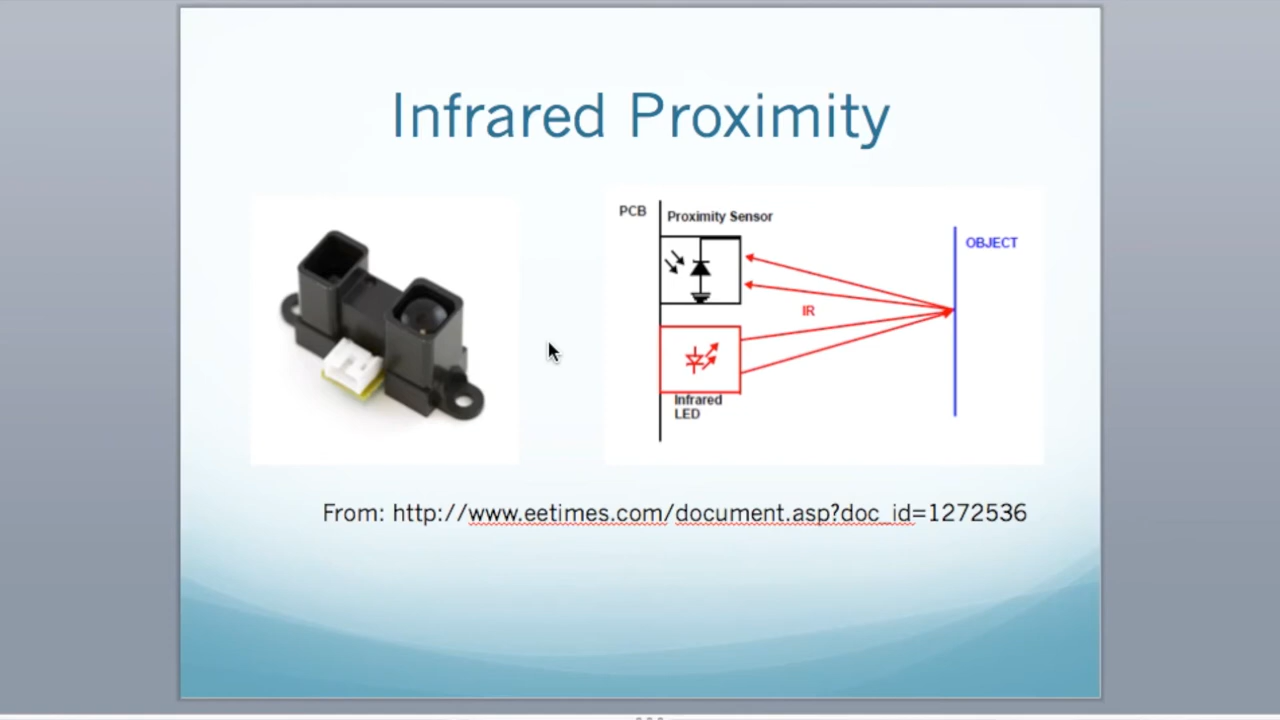 Infrared Proximity
PCB
Proximity Sensor
OBJECT
IR
Infrared
LED
From: http://www.eetimes.com/document.asp?doc_id=1272536